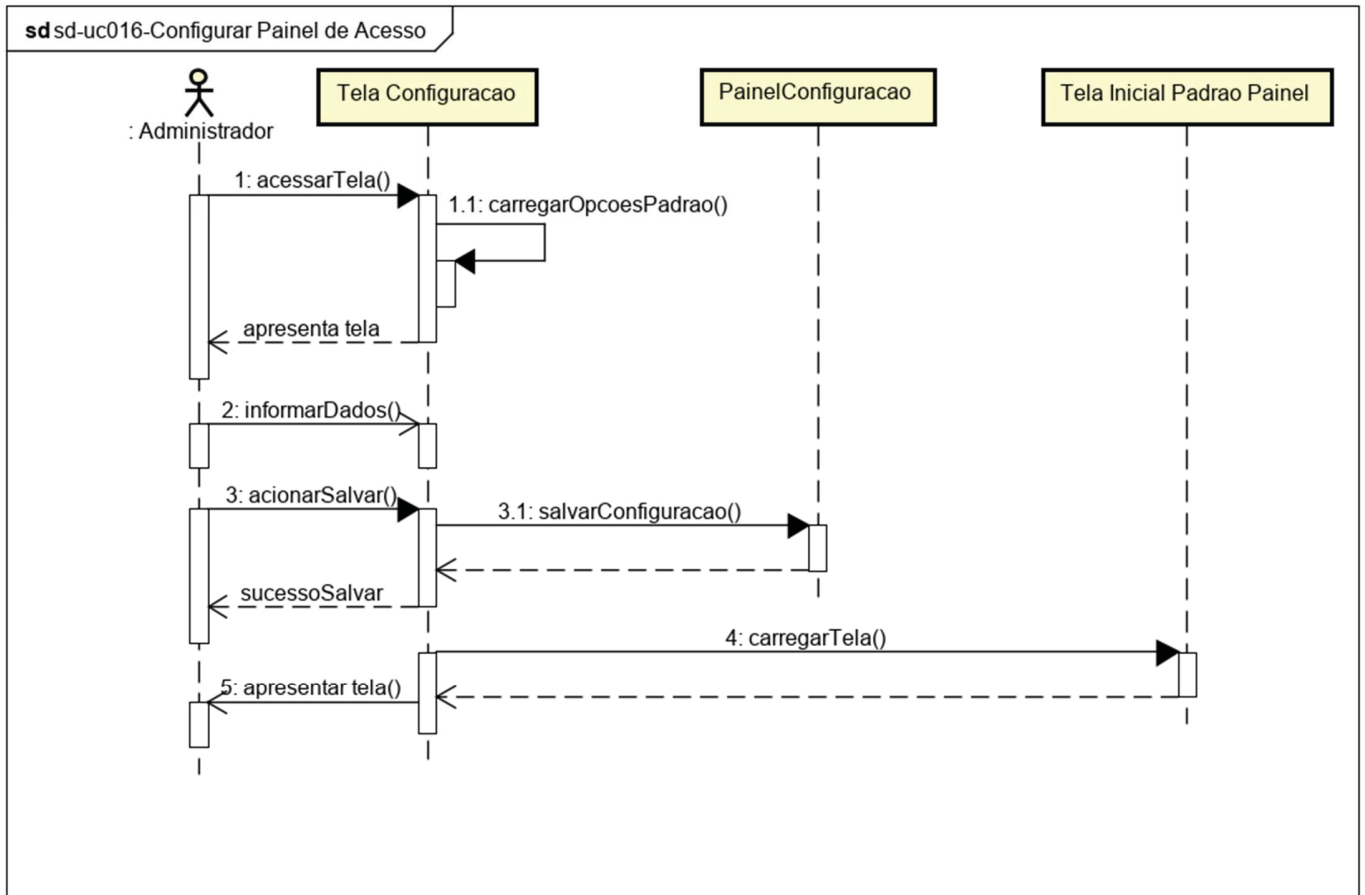 sd sd-uc016-Configurar Painel de Acesso
: Administrador
Tela Configuracao
PainelConfiguracao
Tela Inicial Padrao Painel
1: acessarTela()
1.1: carregarOpcoesPadrao()
apresenta tela
2: informarDados()
3: acionarSalvar()
3.1: salvarConfiguracao()
sucessoSalvar
4: carregarTela()
5: apresentar tela()